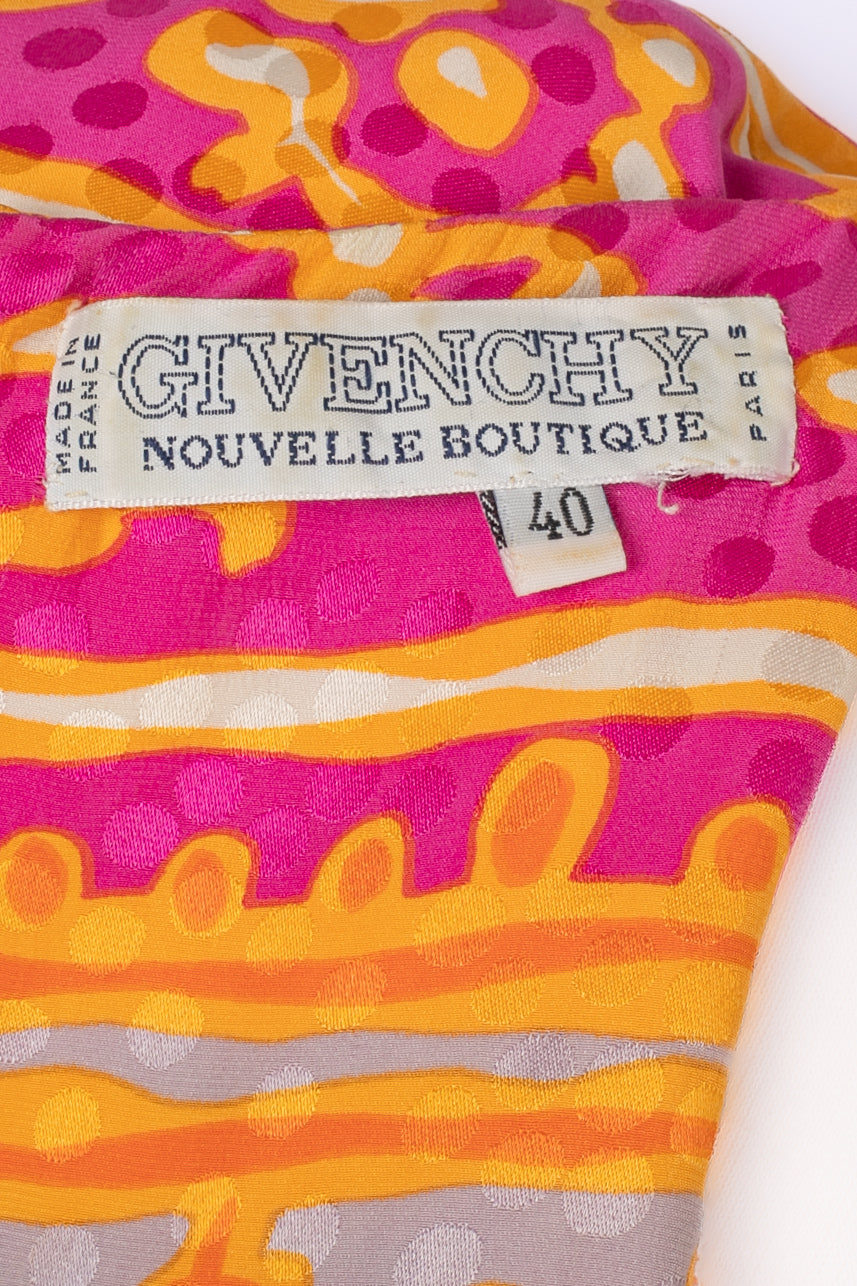 MADE IN
FRANCE
GIVENCHY
NOUVELLE BOUTIQUE
PARIS
40